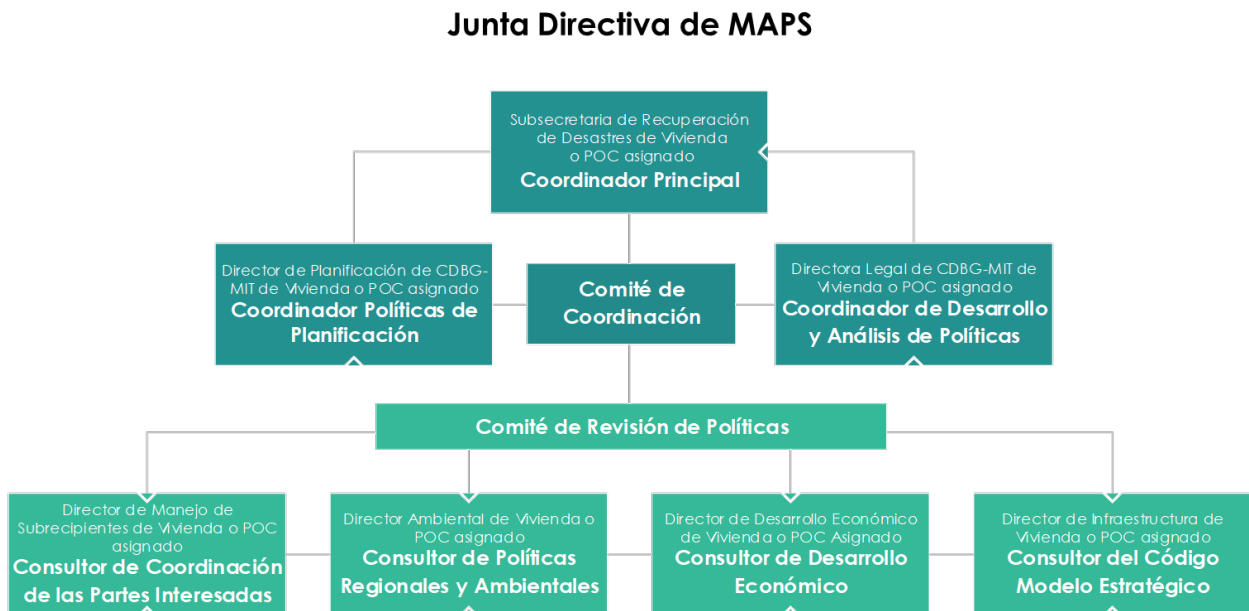 Junta Directiva de MAPS
Subsecretaria de Recuperación
de Desastres de Vivienda
o POC asignado
Coordinador Principal
Director de Planificación de CDBG-
MIT de Vivienda o POC asignado
Coordinador Políticas de
Planificación
Comité de
Coordinación
Directora Legal de CDBG-MIT de
Vivienda o POC asignado
Coordinador de Desarrollo
y Análisis de Políticas
Comité de Revisión de Políticas
Director de Manejo de
Subrecipientes de Vivienda o POC
asignado
Consultor de Coordinación
de las Partes Interesadas
Director Ambiental de Vivienda o
POC asignado
Consultor de Políticas
Regionales y Ambientales
Director de Desarrollo Económico
de Vivienda o POC Asignado
Consultor de Desarrollo
Económico
Director de Infraestructura de
Vivienda o POC asignado
Consultor del Código
Modelo Estratégico